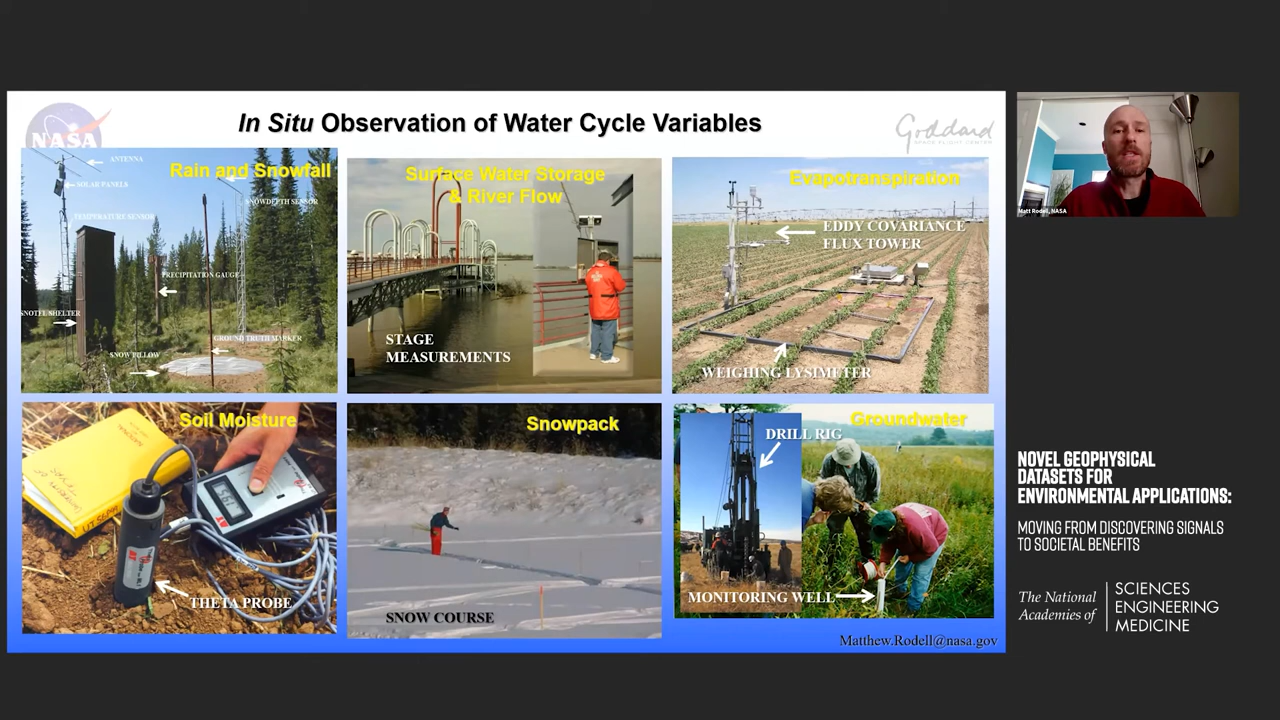 In Situ Observation of Water Cycle Variables
NASA
Goddard
SPACE FLIGHT CENTER
Rain and Snowfall
ANTENNA
SOLAR PANELS
SNOWDEPTH SENSOR
TEMPERATURE SENSOR
PRECIPITATION GAUGE
SNOTEL SHELTER
GROUND TRUTH MARKER
SNOW PILLOW
Surface Water Storage
& River Flow
STAGE
MEASUREMENTS
Evapotranspiration
EDDY COVARIANCE
FLUX TOWER
WEIGHING LYSIMETER
Soil Moisture
THETA PROBE
Snowpack
SNOW COURSE
Groundwater
DRILL RIG
MONITORING WELL
Matthew.Rodell@nasa.gov
Matt Rodell, NASA
NOVEL GEOPHYSICAL
DATASETS FOR
ENVIRONMENTAL APPLICATIONS:
MOVING FROM DISCOVERING SIGNALS
TO SOCIETAL BENEFITS
The National
Academies of
SCIENCES
ENGINEERING
MEDICINE